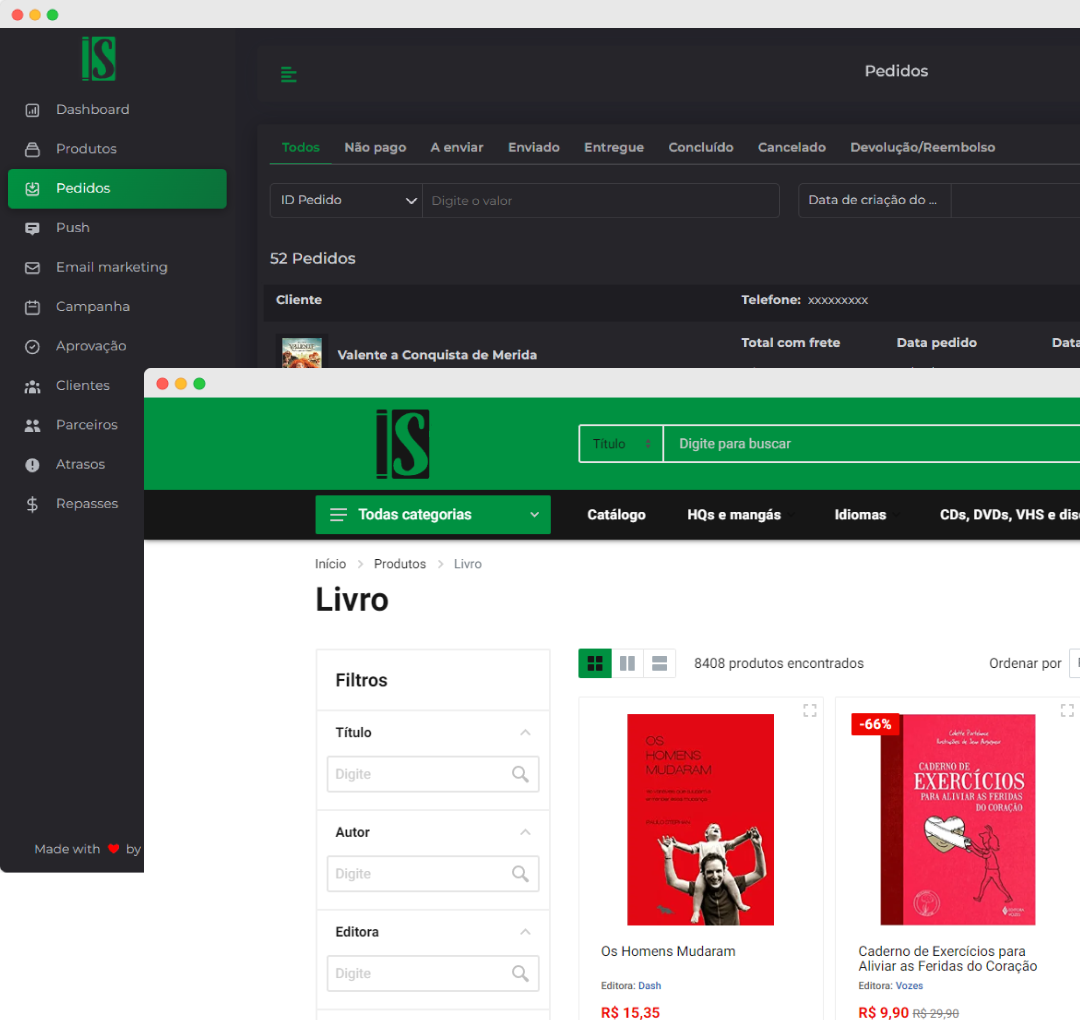 IS
Pedidos
Dashboard
Produtos
Pedidos
Push
Email marketing
Campanha
Aprovação
Clientes
Parceiros
Atrasos
Repasses
Made with ❤ by
Todos Não pago A enviar Enviado Entregue Concluído Cancelado Devolução/Reembolso
ID Pedido Digite o valor Data de criação do ...
52 Pedidos
Cliente Telefone: xxxxxxxxx
Valente a Conquista de Merida Total com frete Data pedido Data
VALENTE
IS
Título Digite para buscar
Todas categorias Catálogo HQs e mangás Idiomas CDs, DVDs, VHS e dis
Início > Produtos > Livro
Livro
Filtros
Título
Digite
Autor
Digite
Editora
Digite
8408 produtos encontrados Ordenar por
OS
HOMENS
MUDARAM
Os Homens Mudaram
Editora: Dash
R$ 15,35
-66%
CADERNO DE
EXERCÍCIOS
PARA ALIVIAR AS FERIDAS
DO CORAÇÃO
Caderno de Exercícios para
Aliviar as Feridas do Coração
Editora: Vozes
R$ 9,90 R$ 29,90